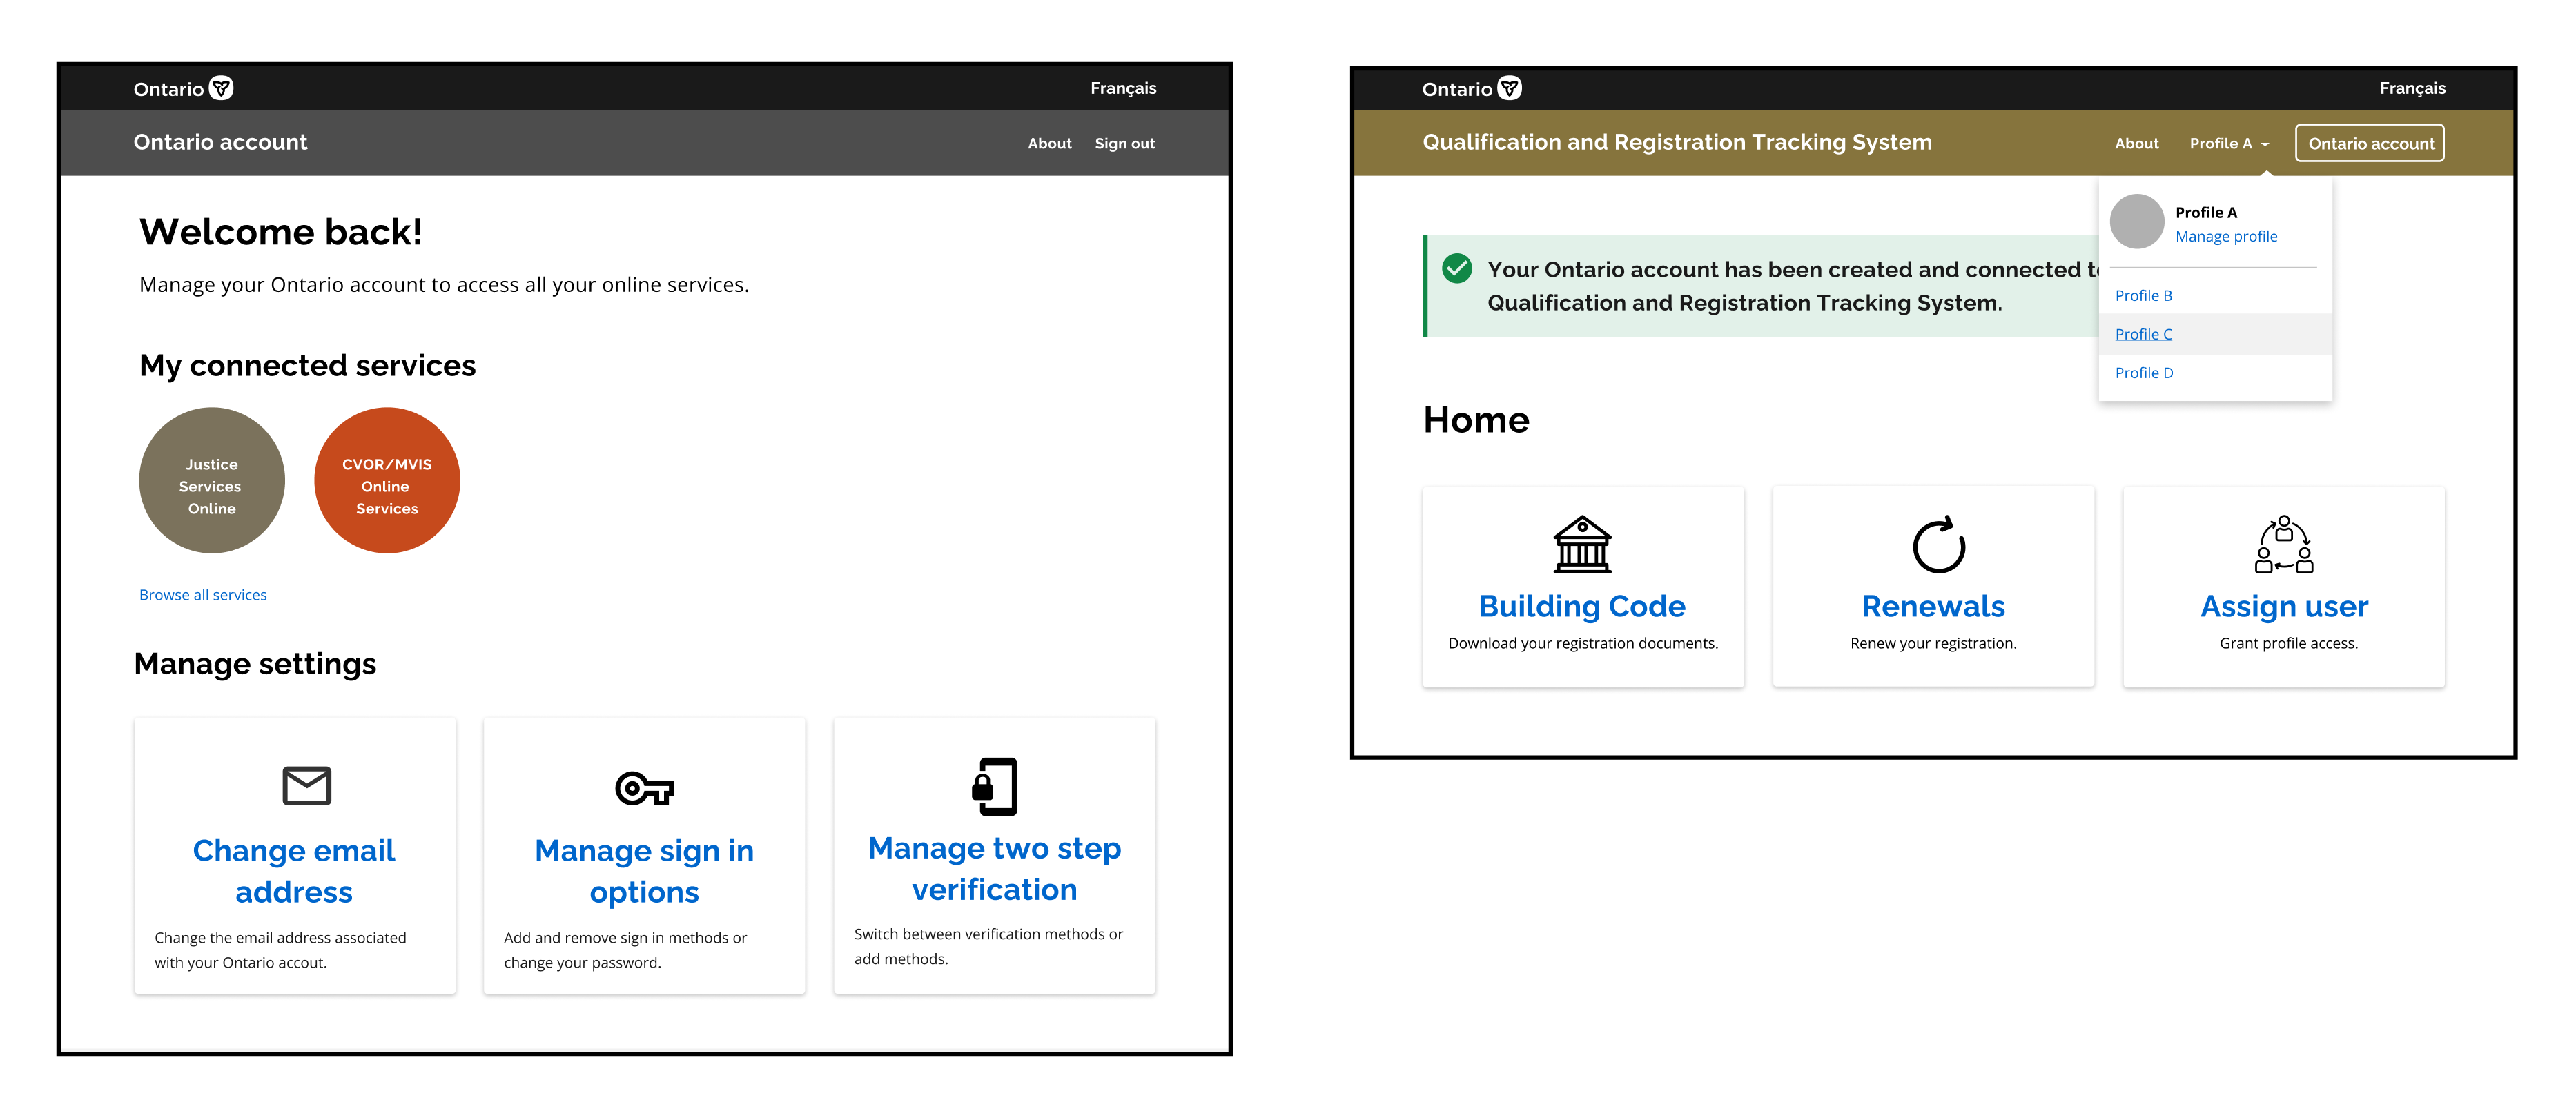 Ontario
Français
Ontario account
About
Sign out
Welcome back!
Manage your Ontario account to access all your online services.
My connected services
Justice
Services
Online
CVOR/MVIS
Online
Services
Browse all services
Manage settings
Change email
address
Change the email address associated
with your Ontario accout.
Manage sign in
options
Add and remove sign in methods or
change your password.
Manage two step
verification
Switch between verification methods or
add methods.
Ontario
Français
Qualification and Registration Tracking System
About
Profile A
Ontario account
Profile A
Manage profile
Profile B
Profile C
Profile D
Your Ontario account has been created and connected t
Qualification and Registration Tracking System.
Home
Building Code
Download your registration documents.
Renewals
Renew your registration.
Assign user
Grant profile access.